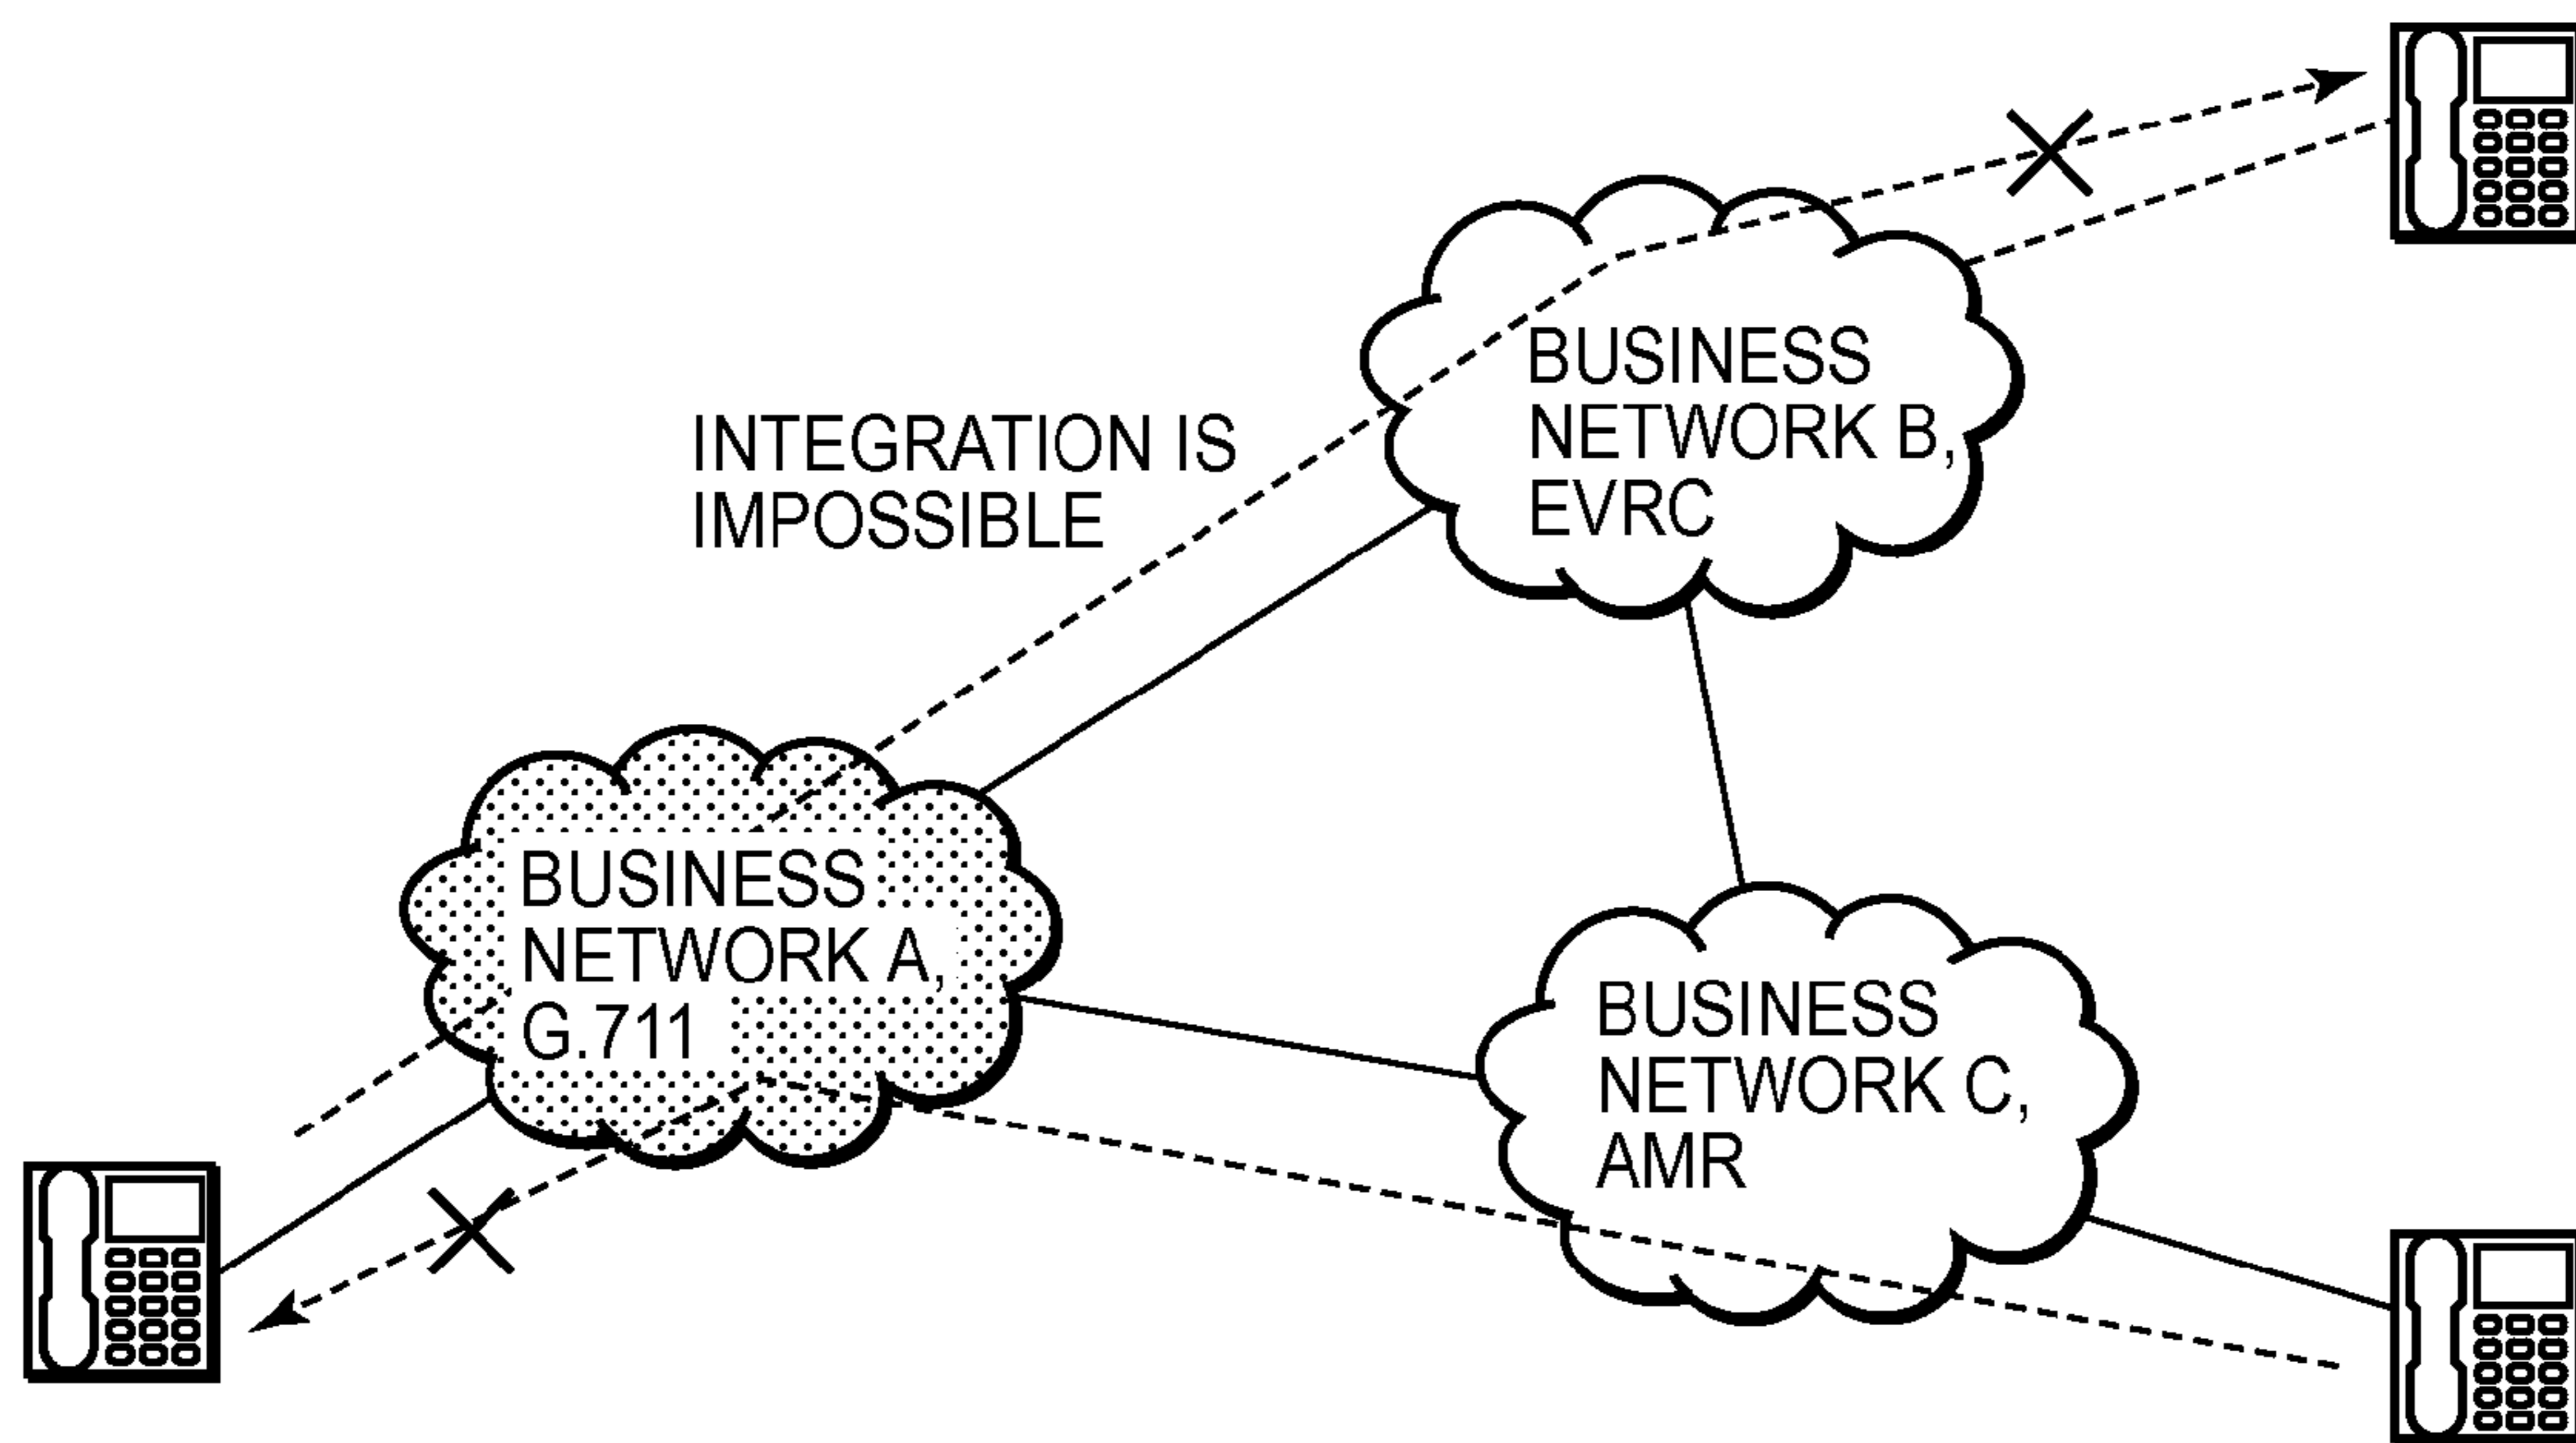 INTEGRATION IS
IMPOSSIBLE
BUSINESS
NETWORK B,
EVRC
BUSINESS
NETWORK A,
G.711
BUSINESS
NETWORK C,
AMR